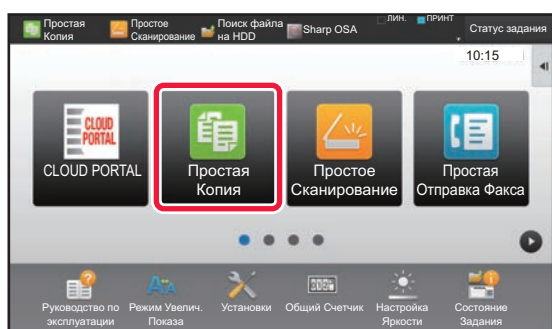 Простая
Копия
Простое
Сканирование
Поиск файла
на HDD
Sharp OSA
ЛИН.
ПРИНТ
Статус задания
10:15
CLOUD
PORTAL
CLOUD PORTAL
Простая
Копия
Простое
Сканирование
Простая
Отправка Факса
Руководство по
эксплуатации
Режим Увелич.
Показа
Установки
Общий Счетчик
Настройка
Яркости
Состояние
Задания